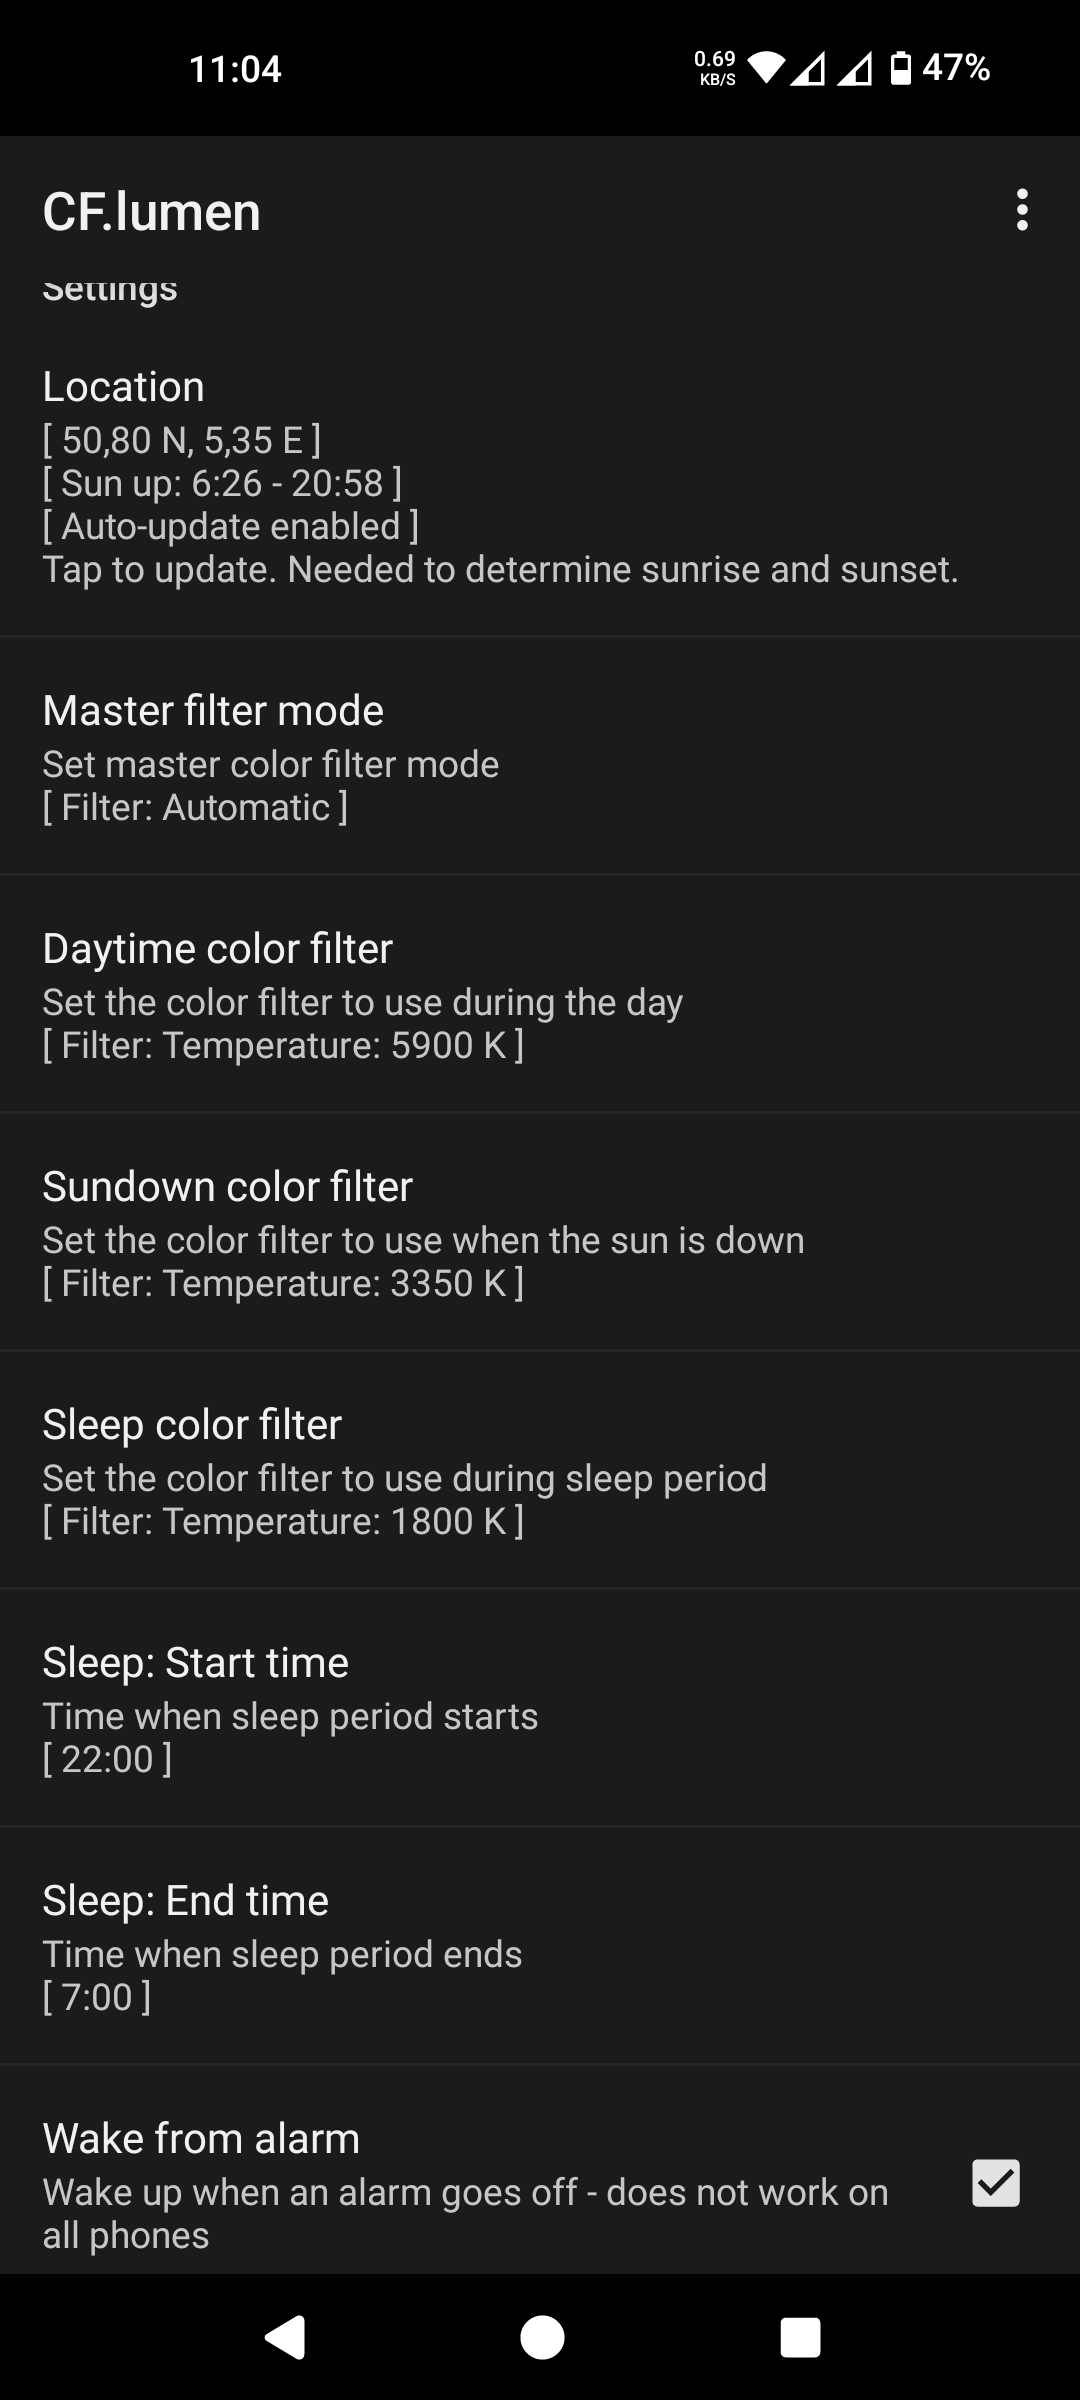 11:04
0.69
KB/S
47%
CF.lumen
Settings
Location
[ 50,80 N, 5,35 E ]
[ Sun up: 6:26 - 20:58 ]
[ Auto-update enabled ]
Tap to update. Needed to determine sunrise and sunset.
Master filter mode
Set master color filter mode
[ Filter: Automatic ]
Daytime color filter
Set the color filter to use during the day
[ Filter: Temperature: 5900 K ]
Sundown color filter
Set the color filter to use when the sun is down
[ Filter: Temperature: 3350 K ]
Sleep color filter
Set the color filter to use during sleep period
[ Filter: Temperature: 1800 K ]
Sleep: Start time
Time when sleep period starts
[ 22:00 ]
Sleep: End time
Time when sleep period ends
[ 7:00 ]
Wake from alarm
Wake up when an alarm goes off - does not work on
all phones